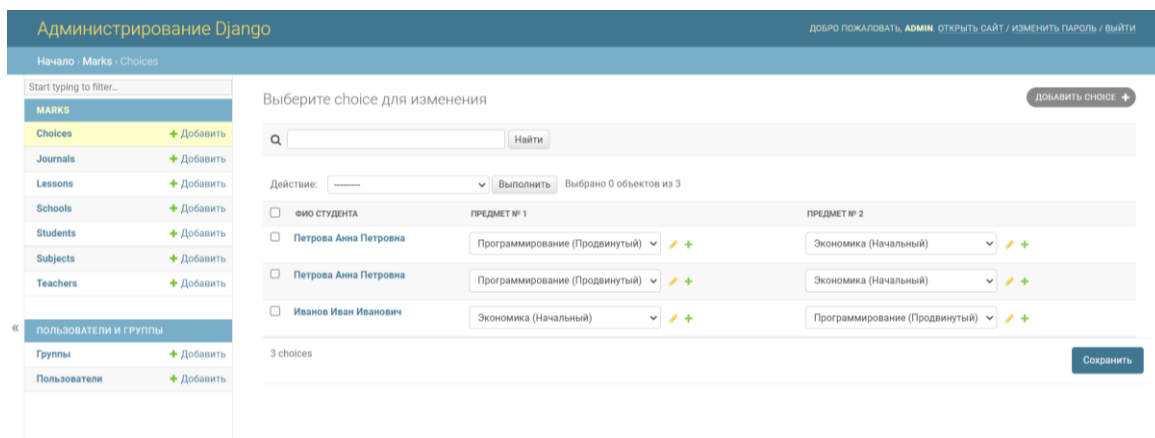 Администрирование Django
ДОБРО ПОЖАЛОВАТЬ, ADMIN. ОТКРЫТЬ САЙТ / ИЗМЕНИТЬ ПАРОЛЬ / ВЫЙТИ
Начало › Marks › Choices
Start typing to filter...
MARKS
Choices + Добавить
Journals + Добавить
Lessons + Добавить
Schools + Добавить
Students + Добавить
Subjects + Добавить
Teachers + Добавить
«
ПОЛЬЗОВАТЕЛИ И ГРУППЫ
Группы + Добавить
Пользователи + Добавить
Выберите choice для изменения
ДОБАВИТЬ CHOICE +
Найти
Действие: --------- Выполнить Выбрано 0 объектов из 3
ФИО СТУДЕНТА ПРЕДМЕТ № 1 ПРЕДМЕТ № 2
Петрова Анна Петровна Программирование (Продвинутый) Экономика (Начальный)
Петрова Анна Петровна Программирование (Продвинутый) Экономика (Начальный)
Иванов Иван Иванович Экономика (Начальный) Программирование (Продвинутый)
3 choices
Сохранить